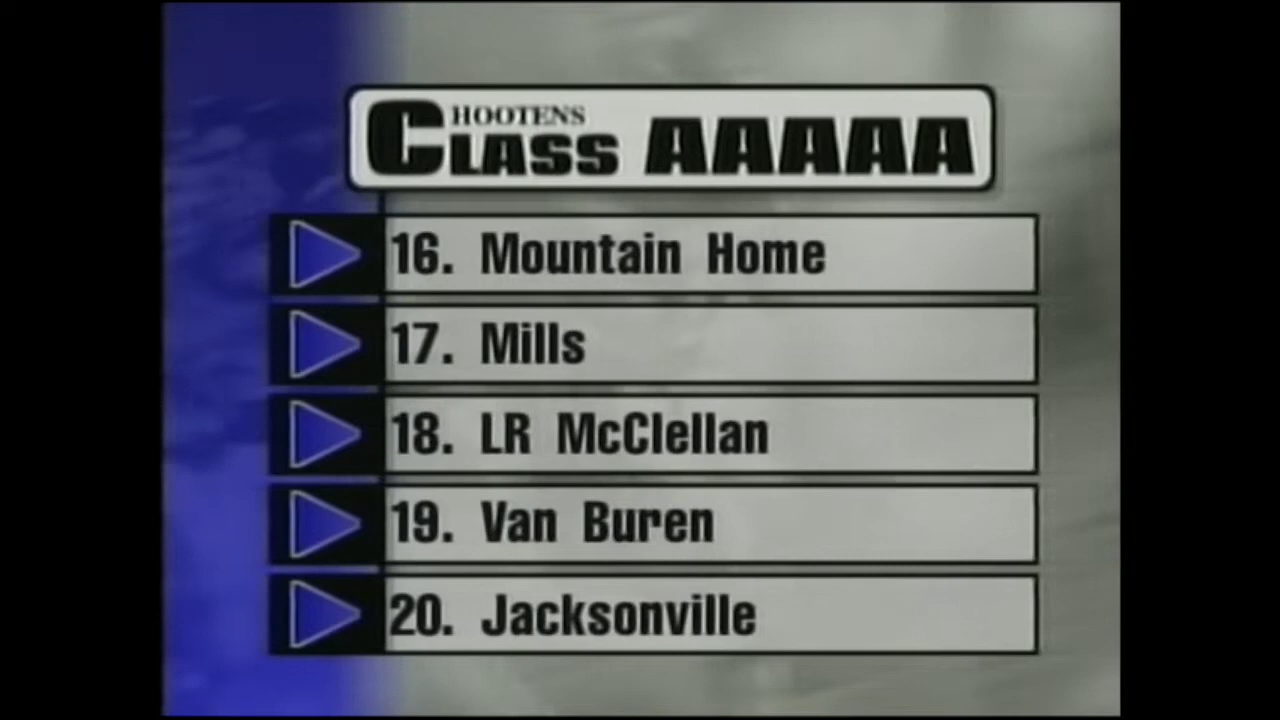 HOOTENS
CLASS AAAAA
16. Mountain Home
17. Mills
18. LR McClellan
19. Van Buren
20. Jacksonville